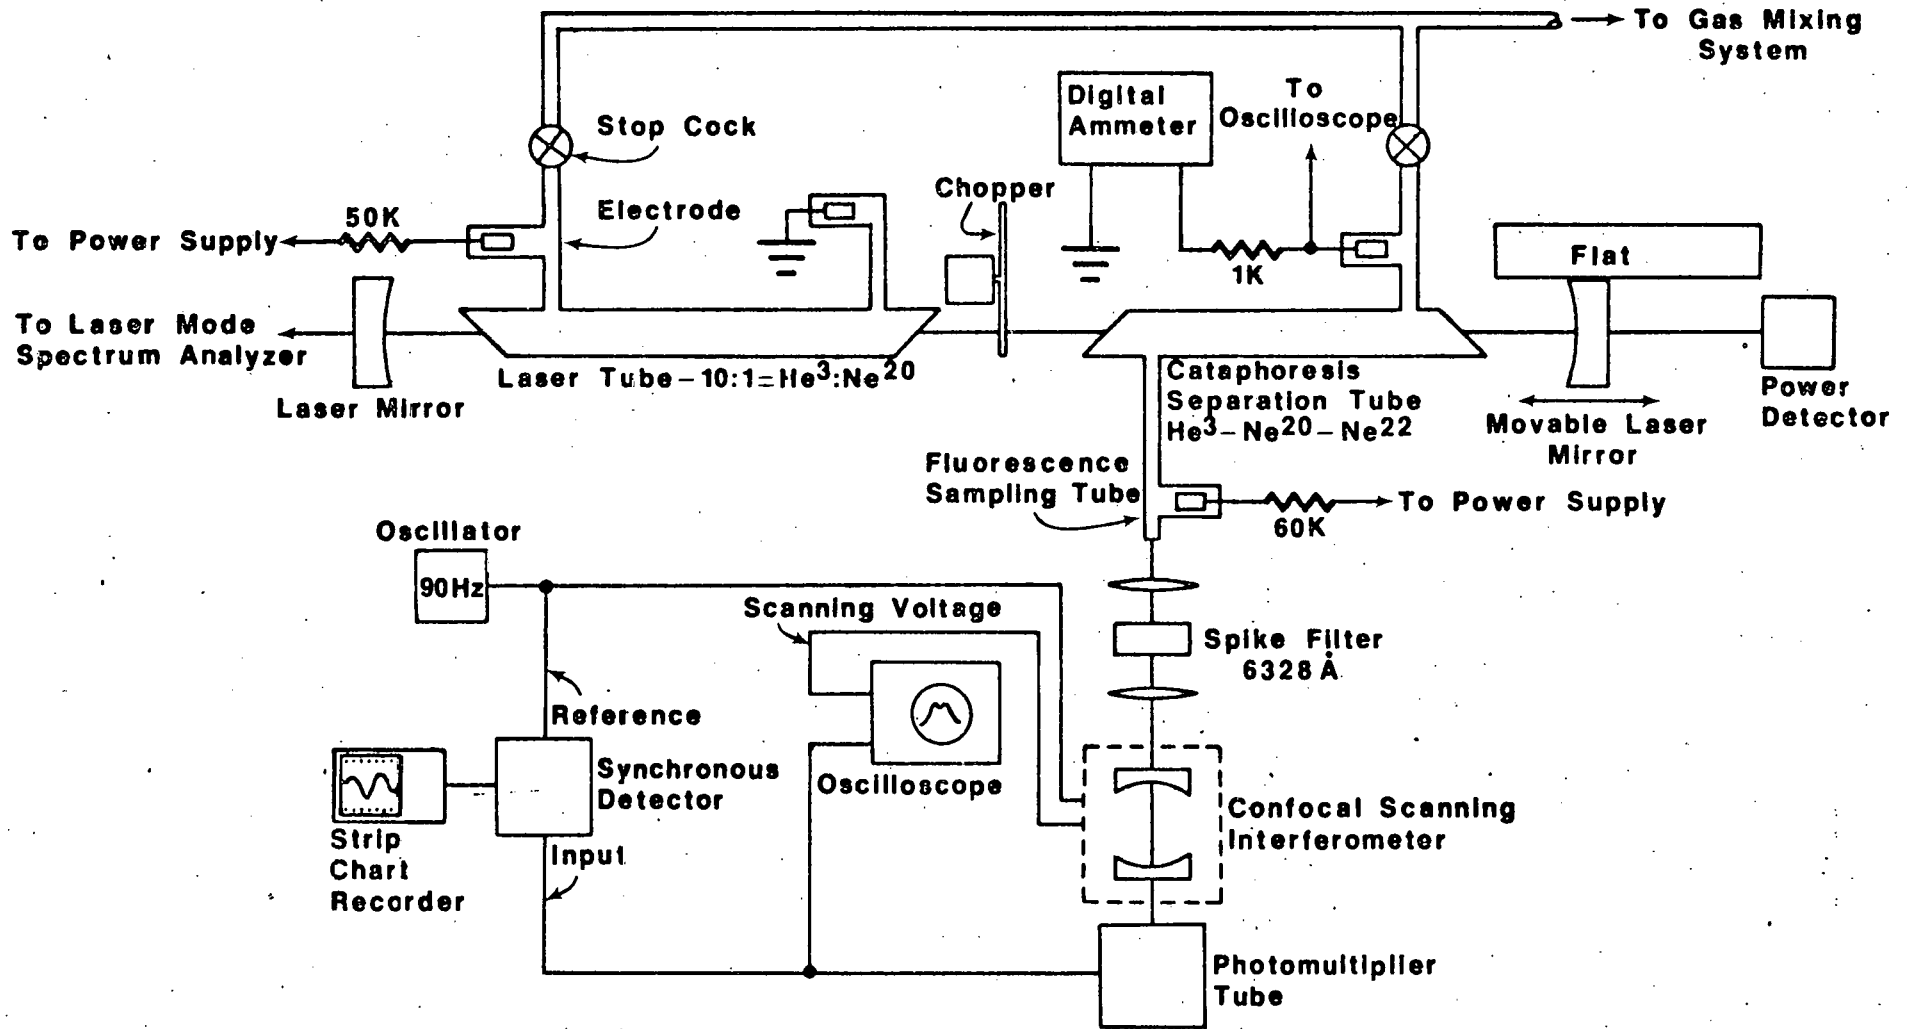 To Gas Mixing
System
Digital
Ammeter
To
Oscilloscope
Stop Cock
Chopper
50K
Electrode
To Power Supply
1K
Flat
To Laser Mode
Spectrum Analyzer
Laser Tube-10:1=He³:Ne²⁰
Laser Mirror
Cataphoresis
Separation Tube
He³-Ne²⁰-Ne²²
Movable Laser
Mirror
Power
Detector
Fluorescence
Sampling Tube
To Power Supply
60K
Oscillator
90Hz
Scanning Voltage
Spike Filter
6328 Å
Reference
Synchronous
Detector
Oscilloscope
Confocal Scanning
Interferometer
Strip
Chart
Recorder
Input
Photomultiplier
Tube